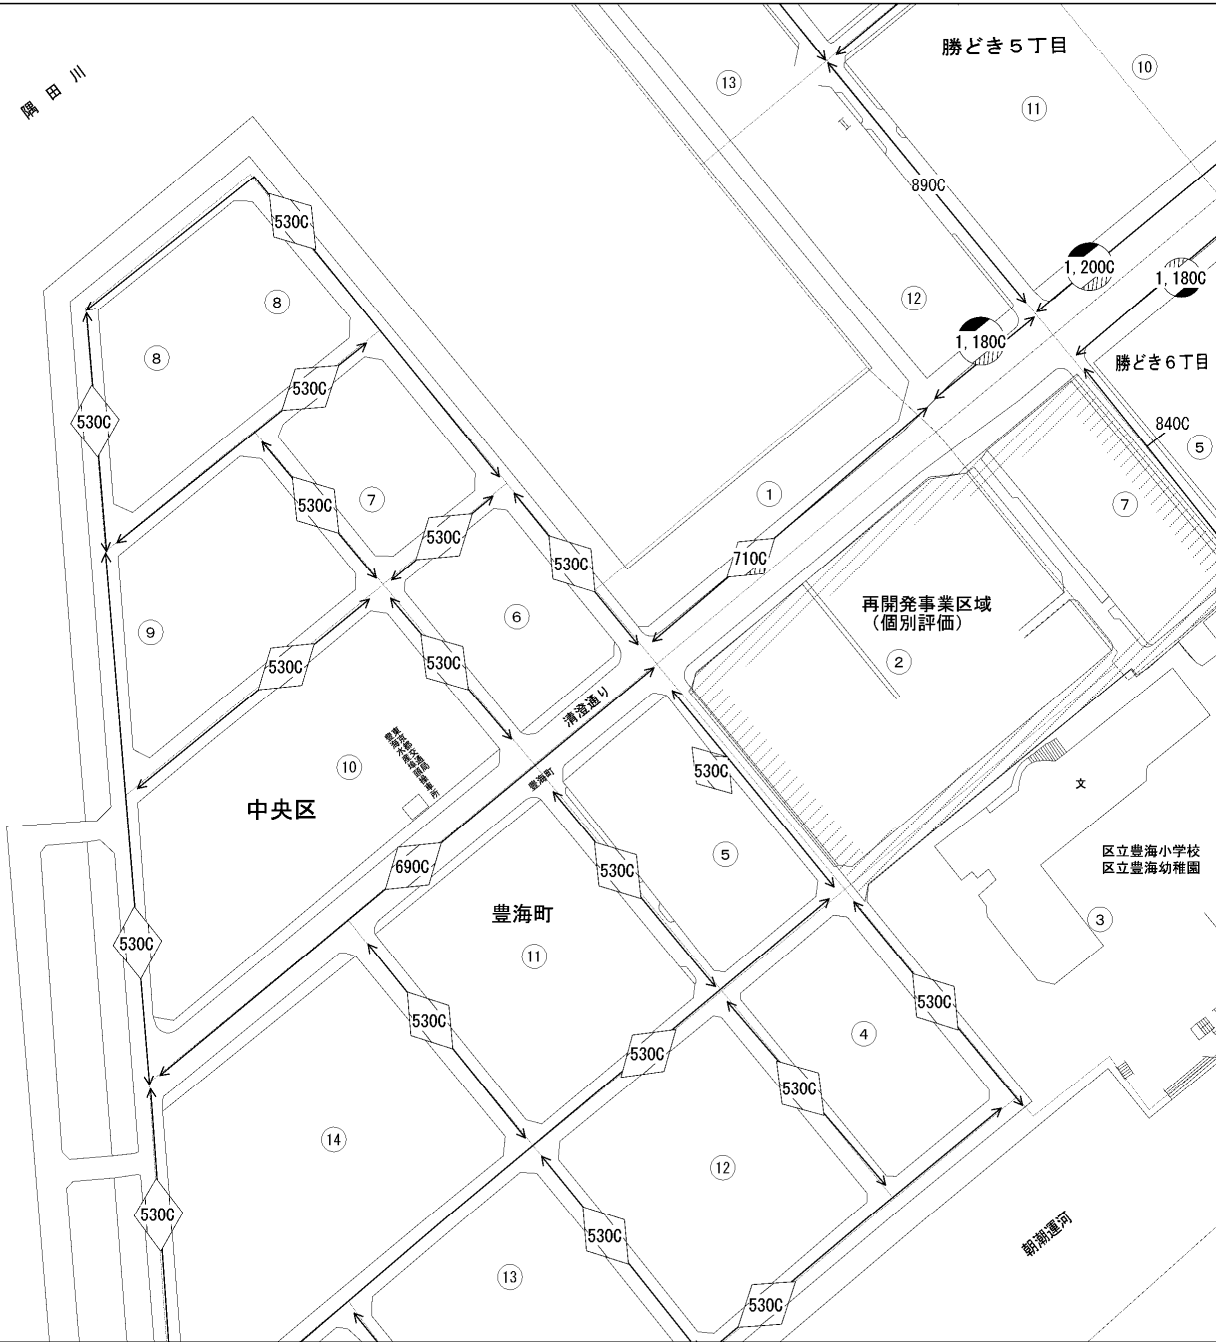 勝どき5丁目
10
13
隅田川
11
890C
530C
1,200C
1,180C
12
8
1,180C
8
勝どき6丁目
530C
530C
840C
5
7
1
7
530C
530C
710C
530C
再開発事業区域
(個別評価)
6
9
2
530C
530C
清澄通り
10
530C
豊海町
中央区
文
690C
530C
5
区立豊海小学校
区立豊海幼稚園
豊海町
3
530C
11
530C
530C
4
530C
530C
14
12
530C
530C
朝潮運河
13
530C